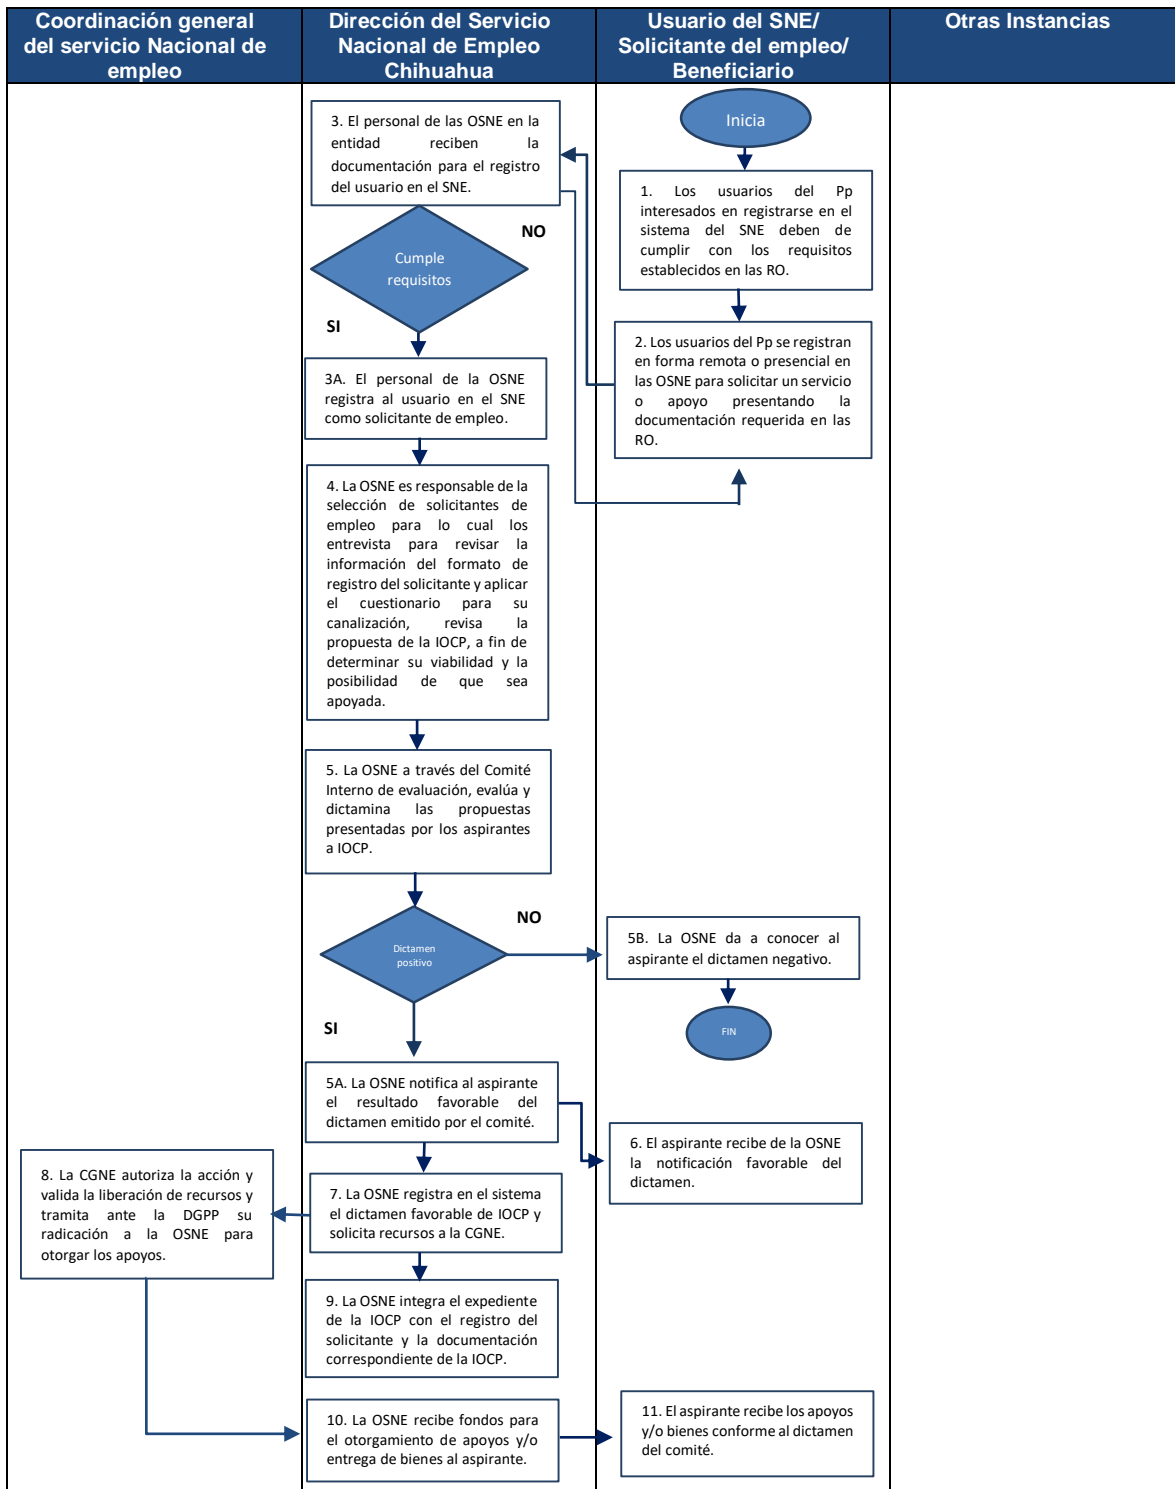 Coordinación general
del servicio Nacional de
empleo
Dirección del Servicio
Nacional de Empleo
Chihuahua
Usuario del SNE/
Solicitante del empleo/
Beneficiario
Otras Instancias
Inicia
1. Los usuarios del Pp
interesados en registrarse en el
sistema del SNE deben de
cumplir con los requisitos
establecidos en las RO.
2. Los usuarios del Pp se registran
en forma remota o presencial en
las OSNE para solicitar un servicio
o apoyo presentando la
documentación requerida en las
RO.
3. El personal de las OSNE en la
entidad reciben la
documentación para el registro
del usuario en el SNE.
NO
Cumple
requisitos
SI
3A. El personal de la OSNE
registra al usuario en el SNE
como solicitante de empleo.
4. La OSNE es responsable de la
selección de solicitantes de
empleo para lo cual los
entrevista para revisar la
información del formato de
registro del solicitante y aplicar
el cuestionario para su
canalización, revisa la
propuesta de la IOCP, a fin de
determinar su viabilidad y la
posibilidad de que sea
apoyada.
5. La OSNE a través del Comité
Interno de evaluación, evalúa y
dictamina las propuestas
presentadas por los aspirantes
a IOCP.
NO
Dictamen
positivo
5B. La OSNE da a conocer al
aspirante el dictamen negativo.
FIN
SI
5A. La OSNE notifica al aspirante
el resultado favorable del
dictamen emitido por el comité.
6. El aspirante recibe de la OSNE
la notificación favorable del
dictamen.
7. La OSNE registra en el sistema
el dictamen favorable de IOCP y
solicita recursos a la CGNE.
8. La CGNE autoriza la acción y
valida la liberación de recursos y
tramita ante la DGPP su
radicación a la OSNE para
otorgar los apoyos.
9. La OSNE integra el expediente
de la IOCP con el registro del
solicitante y la documentación
correspondiente de la IOCP.
10. La OSNE recibe fondos para
el otorgamiento de apoyos y/o
entrega de bienes al aspirante.
11. El aspirante recibe los apoyos
y/o bienes conforme al dictamen
del comité.